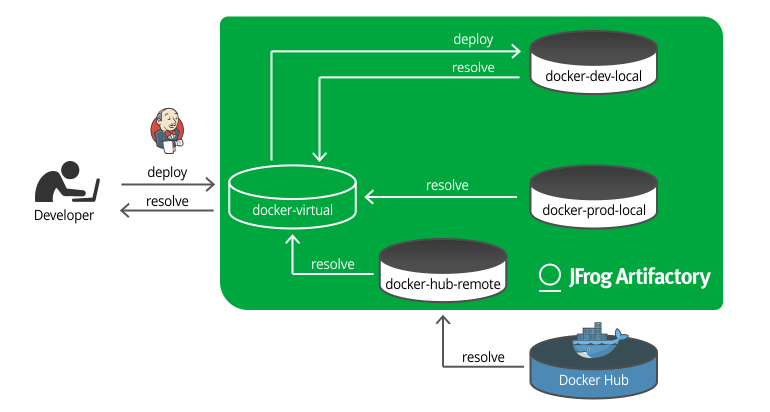 deploy
docker-dev-local
resolve
deploy
resolve
Developer
docker-virtual
resolve
docker-prod-local
resolve
docker-hub-remote
JFrog Artifactory
resolve
Docker Hub